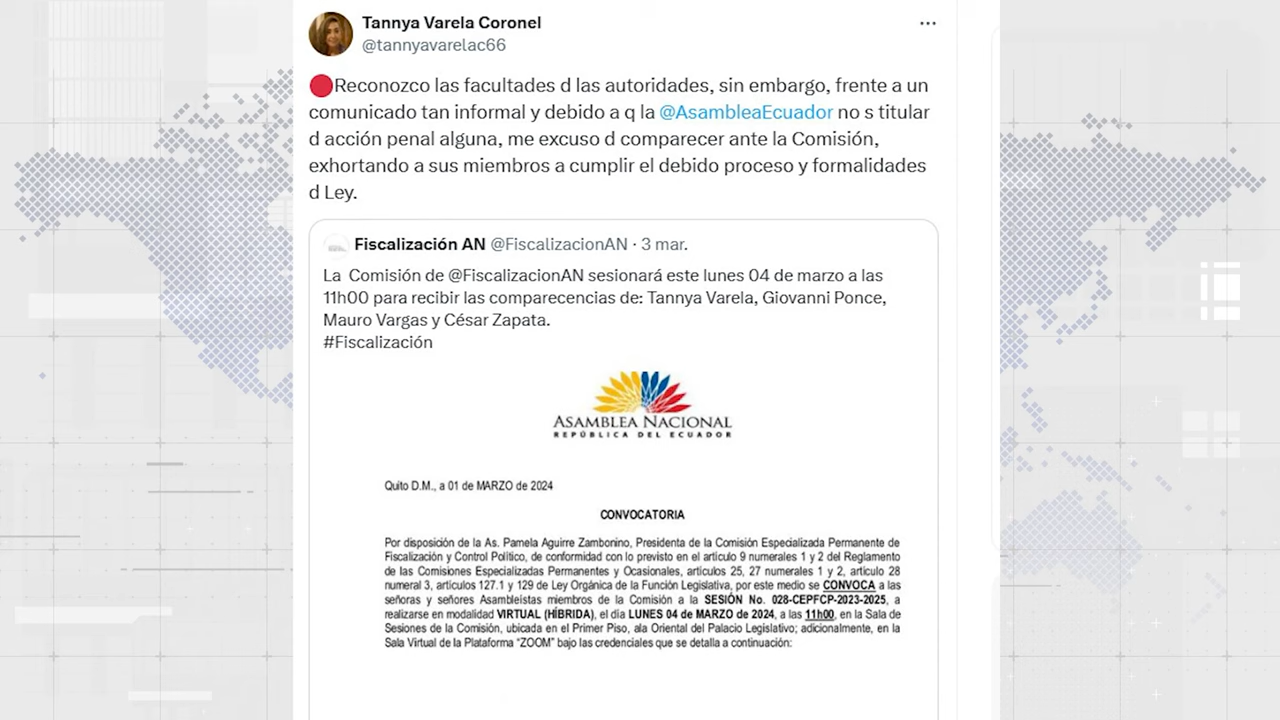 Tannya Varela Coronel
@tannyavarelac66
Reconozco las facultades d las autoridades, sin embargo, frente a un
comunicado tan informal y debido a q la @AsambleaEcuador no s titular
d acción penal alguna, me excuso d comparecer ante la Comisión,
exhortando a sus miembros a cumplir el debido proceso y formalidades
d Ley.
Fiscalización AN @FiscalizacionAN · 3 mar.
La Comisión de @FiscalizacionAN sesionará este lunes 04 de marzo a las
11h00 para recibir las comparecencias de: Tannya Varela, Giovanni Ponce,
Mauro Vargas y César Zapata.
#Fiscalización
ASAMBLEA NACIONAL
REPÚBLICA DEL ECUADOR
Quito D.M., a 01 de MARZO de 2024
CONVOCATORIA
Por disposición de la As. Pamela Aguirre Zambonino, Presidenta de la Comisión Especializada Permanente de
Fiscalización y Control Político, de conformidad con lo previsto en el artículo 9 numerales 1 y 2 del Reglamento
de las Comisiones Especializadas Permanentes y Ocasionales, artículos 25, 27 numerales 1 y 2, artículo 28
numeral 3, artículos 127.1 y 129 de Ley Orgánica de la Función Legislativa, por este medio se CONVOCA a las
señoras y señores Asambleístas miembros de la Comisión a la SESIÓN No. 028-CEPFCP-2023-2025, a
realizarse en modalidad VIRTUAL (HÍBRIDA), el día LUNES 04 de MARZO de 2024, a las 11h00, en la Sala de
Sesiones de la Comisión, ubicada en el Primer Piso, ala Oriental del Palacio Legislativo; adicionalmente, en la
Sala Virtual de la Plataforma "ZOOM" bajo las credenciales que se detalla a continuación: